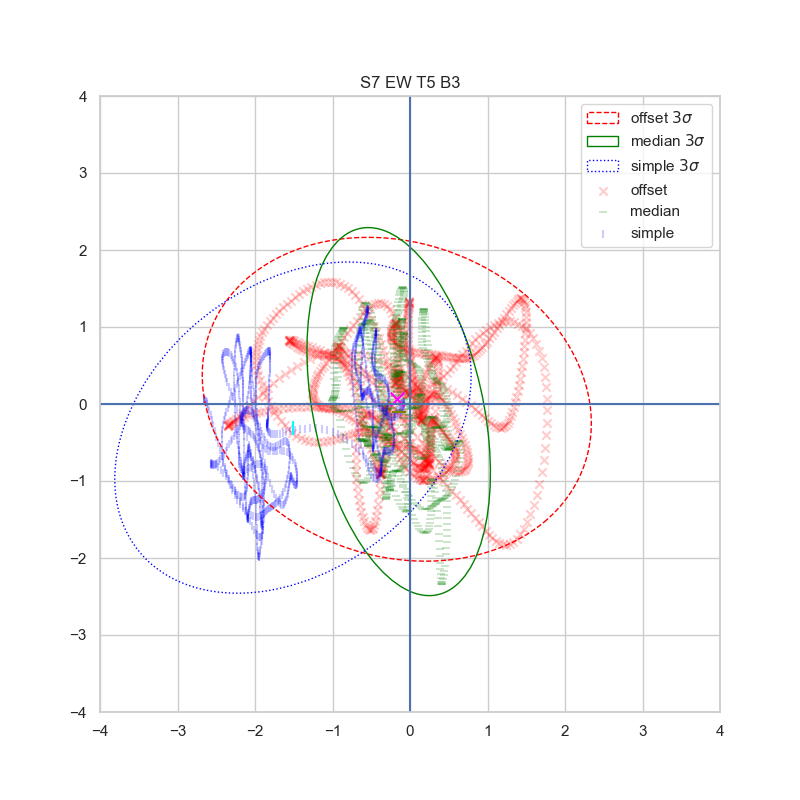 S7 EW T5 B3
4
3
2
1
0
−1
−2
−3
−4
−4
−3
−2
−1
0
1
2
3
4
offset 3σ
median 3σ
simple 3σ
offset
median
simple